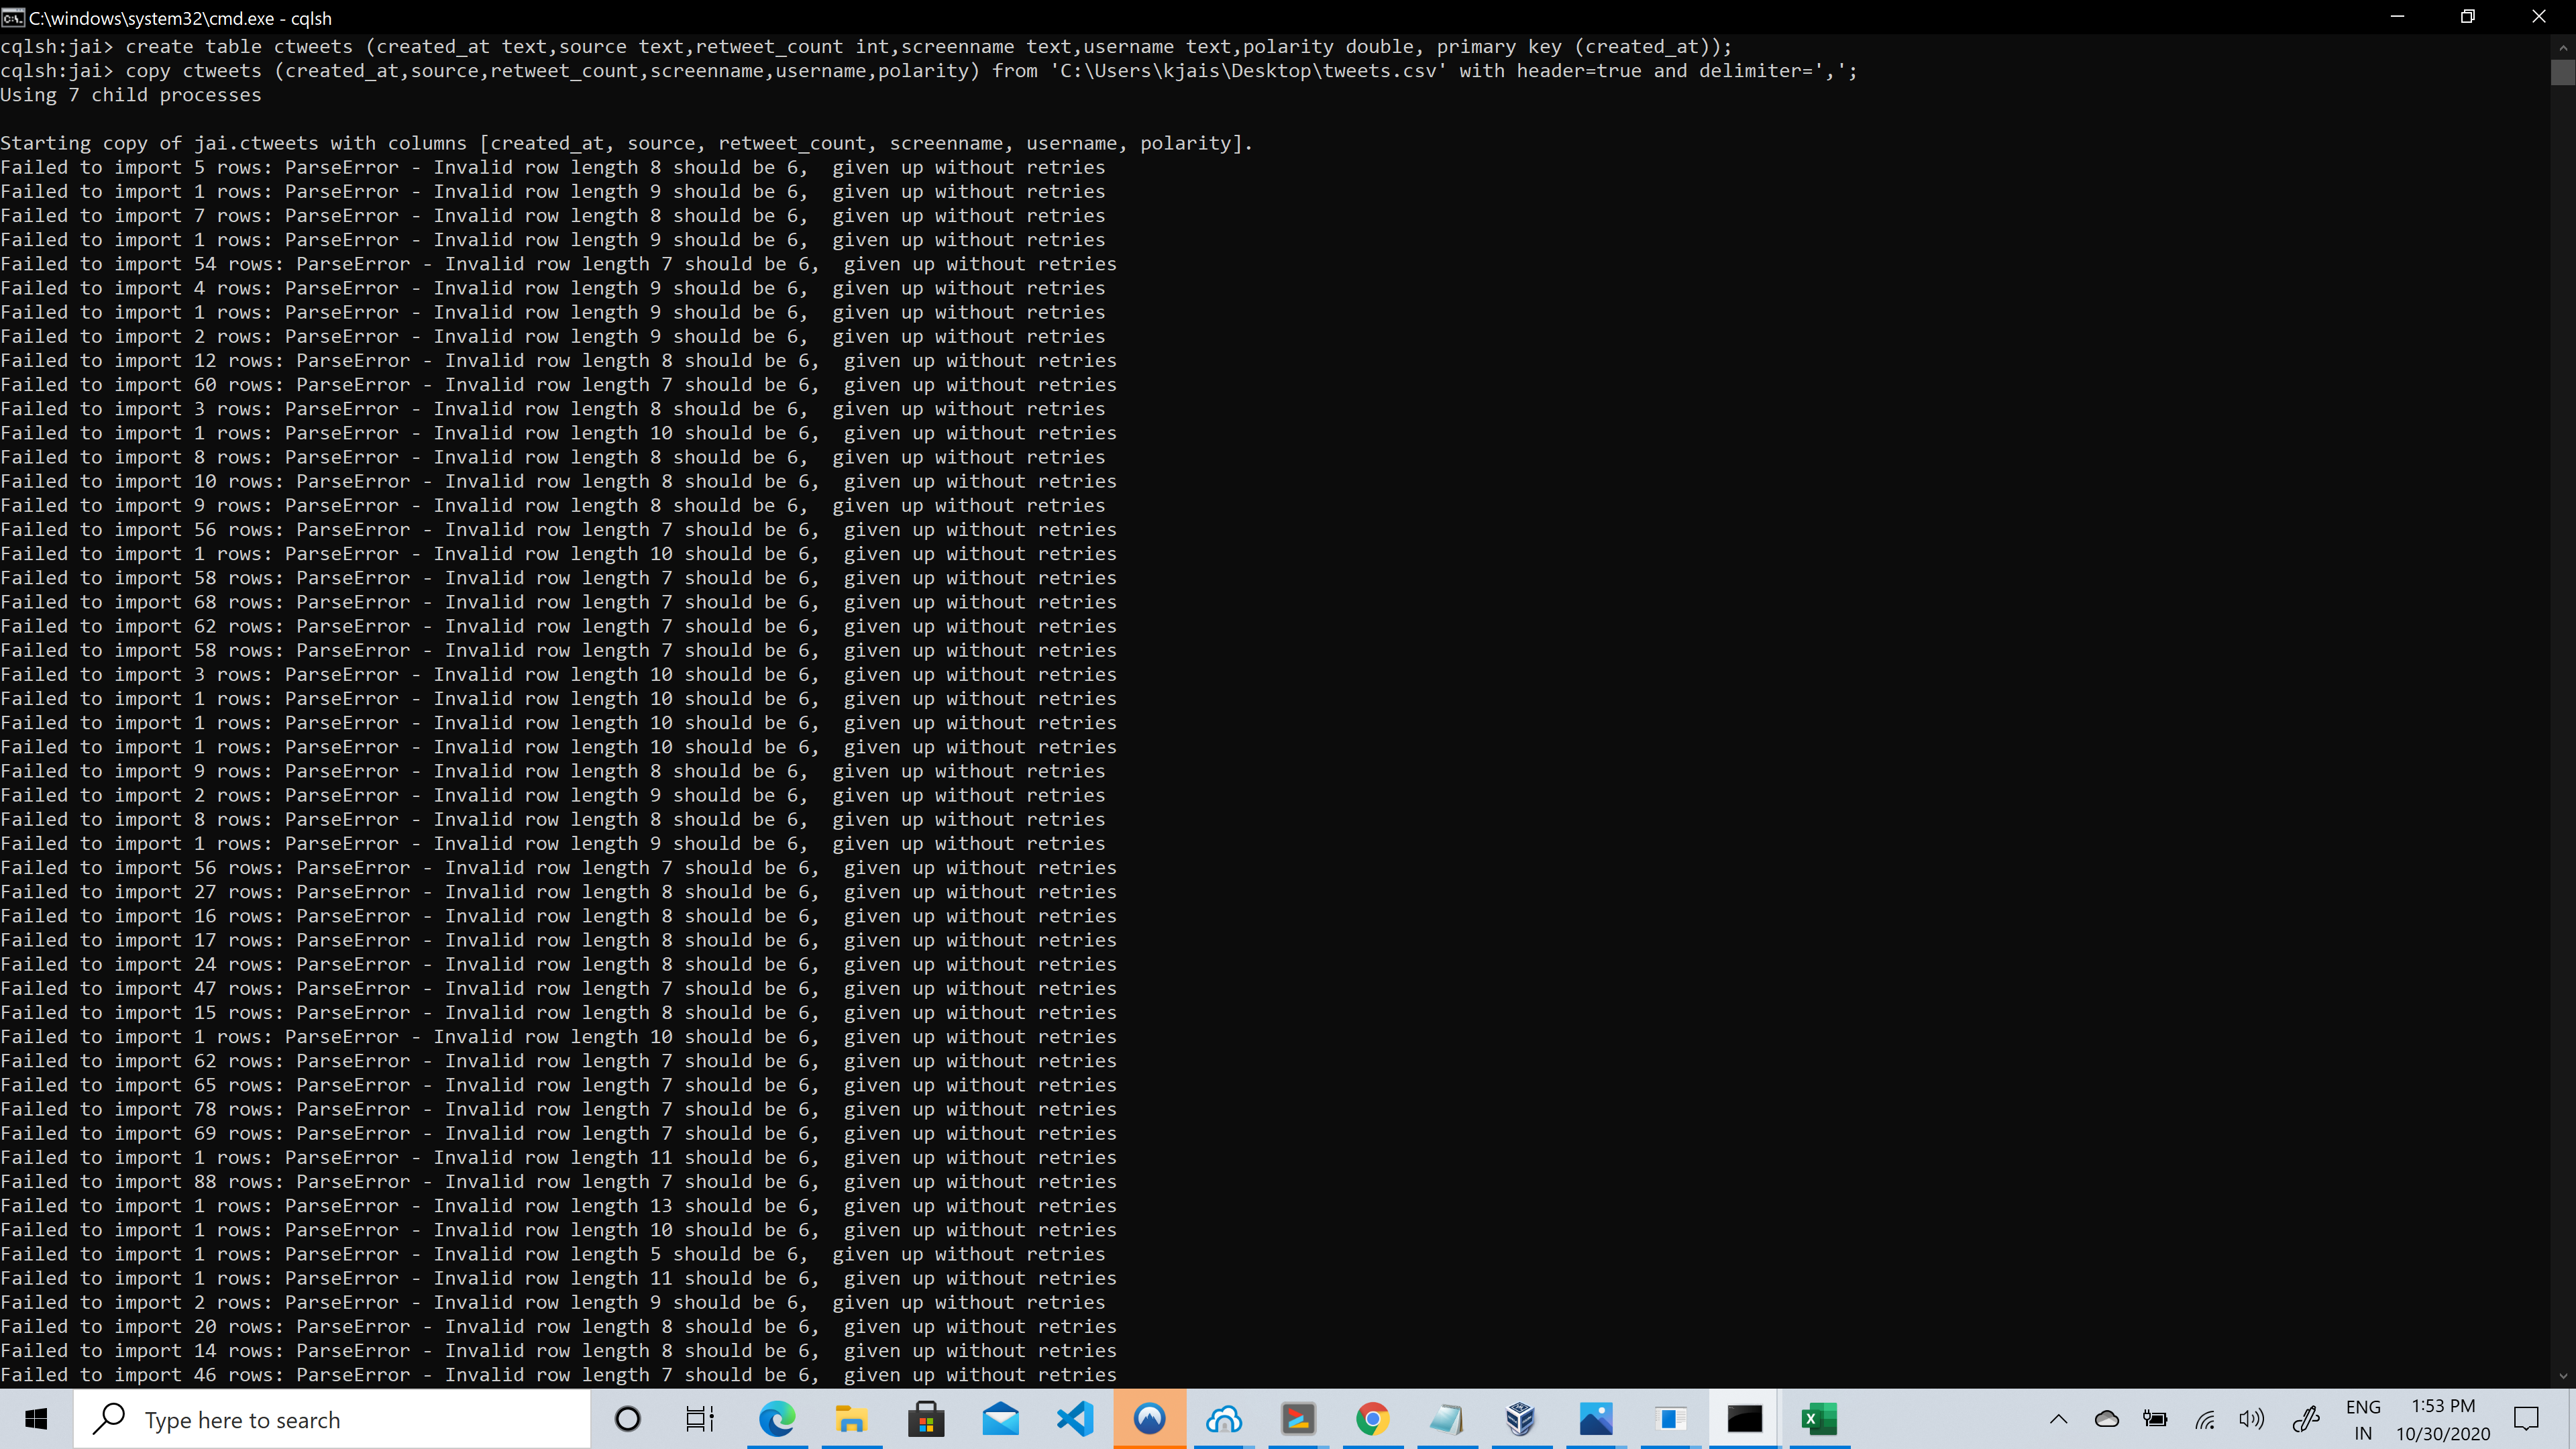 C:\windows\system32\cmd.exe - cqlsh
cqlsh:jai> create table ctweets (created_at text,source text,retweet_count int,screenname text,username text,polarity double, primary key (created_at));
cqlsh:jai> copy ctweets (created_at,source,retweet_count,screenname,username,polarity) from 'C:\Users\kjais\Desktop\tweets.csv' with header=true and delimiter=',';
Using 7 child processes
Starting copy of jai.ctweets with columns [created_at, source, retweet_count, screenname, username, polarity].
Failed to import 5 rows: ParseError - Invalid row length 8 should be 6,  given up without retries
Failed to import 1 rows: ParseError - Invalid row length 9 should be 6,  given up without retries
Failed to import 7 rows: ParseError - Invalid row length 8 should be 6,  given up without retries
Failed to import 1 rows: ParseError - Invalid row length 9 should be 6,  given up without retries
Failed to import 54 rows: ParseError - Invalid row length 7 should be 6,  given up without retries
Failed to import 4 rows: ParseError - Invalid row length 9 should be 6,  given up without retries
Failed to import 1 rows: ParseError - Invalid row length 9 should be 6,  given up without retries
Failed to import 2 rows: ParseError - Invalid row length 9 should be 6,  given up without retries
Failed to import 12 rows: ParseError - Invalid row length 8 should be 6,  given up without retries
Failed to import 60 rows: ParseError - Invalid row length 7 should be 6,  given up without retries
Failed to import 3 rows: ParseError - Invalid row length 8 should be 6,  given up without retries
Failed to import 1 rows: ParseError - Invalid row length 10 should be 6,  given up without retries
Failed to import 8 rows: ParseError - Invalid row length 8 should be 6,  given up without retries
Failed to import 10 rows: ParseError - Invalid row length 8 should be 6,  given up without retries
Failed to import 9 rows: ParseError - Invalid row length 8 should be 6,  given up without retries
Failed to import 56 rows: ParseError - Invalid row length 7 should be 6,  given up without retries
Failed to import 1 rows: ParseError - Invalid row length 10 should be 6,  given up without retries
Failed to import 58 rows: ParseError - Invalid row length 7 should be 6,  given up without retries
Failed to import 68 rows: ParseError - Invalid row length 7 should be 6,  given up without retries
Failed to import 62 rows: ParseError - Invalid row length 7 should be 6,  given up without retries
Failed to import 58 rows: ParseError - Invalid row length 7 should be 6,  given up without retries
Failed to import 3 rows: ParseError - Invalid row length 10 should be 6,  given up without retries
Failed to import 1 rows: ParseError - Invalid row length 10 should be 6,  given up without retries
Failed to import 1 rows: ParseError - Invalid row length 10 should be 6,  given up without retries
Failed to import 1 rows: ParseError - Invalid row length 10 should be 6,  given up without retries
Failed to import 9 rows: ParseError - Invalid row length 8 should be 6,  given up without retries
Failed to import 2 rows: ParseError - Invalid row length 9 should be 6,  given up without retries
Failed to import 8 rows: ParseError - Invalid row length 8 should be 6,  given up without retries
Failed to import 1 rows: ParseError - Invalid row length 9 should be 6,  given up without retries
Failed to import 56 rows: ParseError - Invalid row length 7 should be 6,  given up without retries
Failed to import 27 rows: ParseError - Invalid row length 8 should be 6,  given up without retries
Failed to import 16 rows: ParseError - Invalid row length 8 should be 6,  given up without retries
Failed to import 17 rows: ParseError - Invalid row length 8 should be 6,  given up without retries
Failed to import 24 rows: ParseError - Invalid row length 8 should be 6,  given up without retries
Failed to import 47 rows: ParseError - Invalid row length 7 should be 6,  given up without retries
Failed to import 15 rows: ParseError - Invalid row length 8 should be 6,  given up without retries
Failed to import 1 rows: ParseError - Invalid row length 10 should be 6,  given up without retries
Failed to import 62 rows: ParseError - Invalid row length 7 should be 6,  given up without retries
Failed to import 65 rows: ParseError - Invalid row length 7 should be 6,  given up without retries
Failed to import 78 rows: ParseError - Invalid row length 7 should be 6,  given up without retries
Failed to import 69 rows: ParseError - Invalid row length 7 should be 6,  given up without retries
Failed to import 1 rows: ParseError - Invalid row length 11 should be 6,  given up without retries
Failed to import 88 rows: ParseError - Invalid row length 7 should be 6,  given up without retries
Failed to import 1 rows: ParseError - Invalid row length 13 should be 6,  given up without retries
Failed to import 1 rows: ParseError - Invalid row length 10 should be 6,  given up without retries
Failed to import 1 rows: ParseError - Invalid row length 5 should be 6,  given up without retries
Failed to import 1 rows: ParseError - Invalid row length 11 should be 6,  given up without retries
Failed to import 2 rows: ParseError - Invalid row length 9 should be 6,  given up without retries
Failed to import 20 rows: ParseError - Invalid row length 8 should be 6,  given up without retries
Failed to import 14 rows: ParseError - Invalid row length 8 should be 6,  given up without retries
Failed to import 46 rows: ParseError - Invalid row length 7 should be 6,  given up without retries
Type here to search
ENG
IN
1:53 PM
10/30/2020